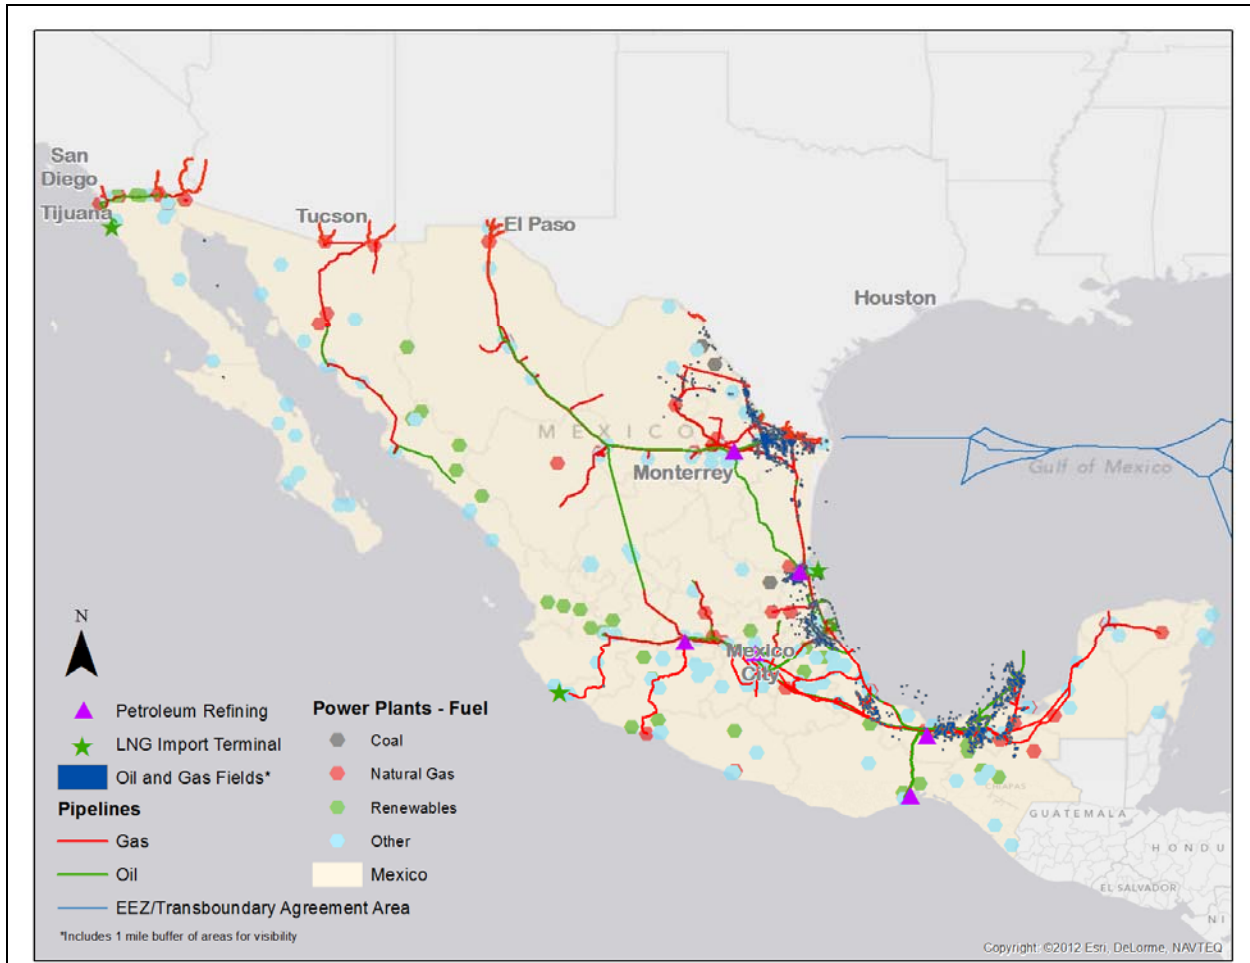 San
Diego
Tijuana
Tucson
El Paso
Houston
MEXICO
Monterrey
Gulf of Mexico
Mexico
City
CHIAPAS
GUATEMALA
HONDU
EL SALVADOR
NI
N
Petroleum Refining
LNG Import Terminal
Oil and Gas Fields*
Pipelines
Gas
Oil
EEZ/Transboundary Agreement Area
*Includes 1 mile buffer of areas for visibility
Power Plants - Fuel
Coal
Natural Gas
Renewables
Other
Mexico
Copyright: ©2012 Esri, DeLorme, NAVTEQ